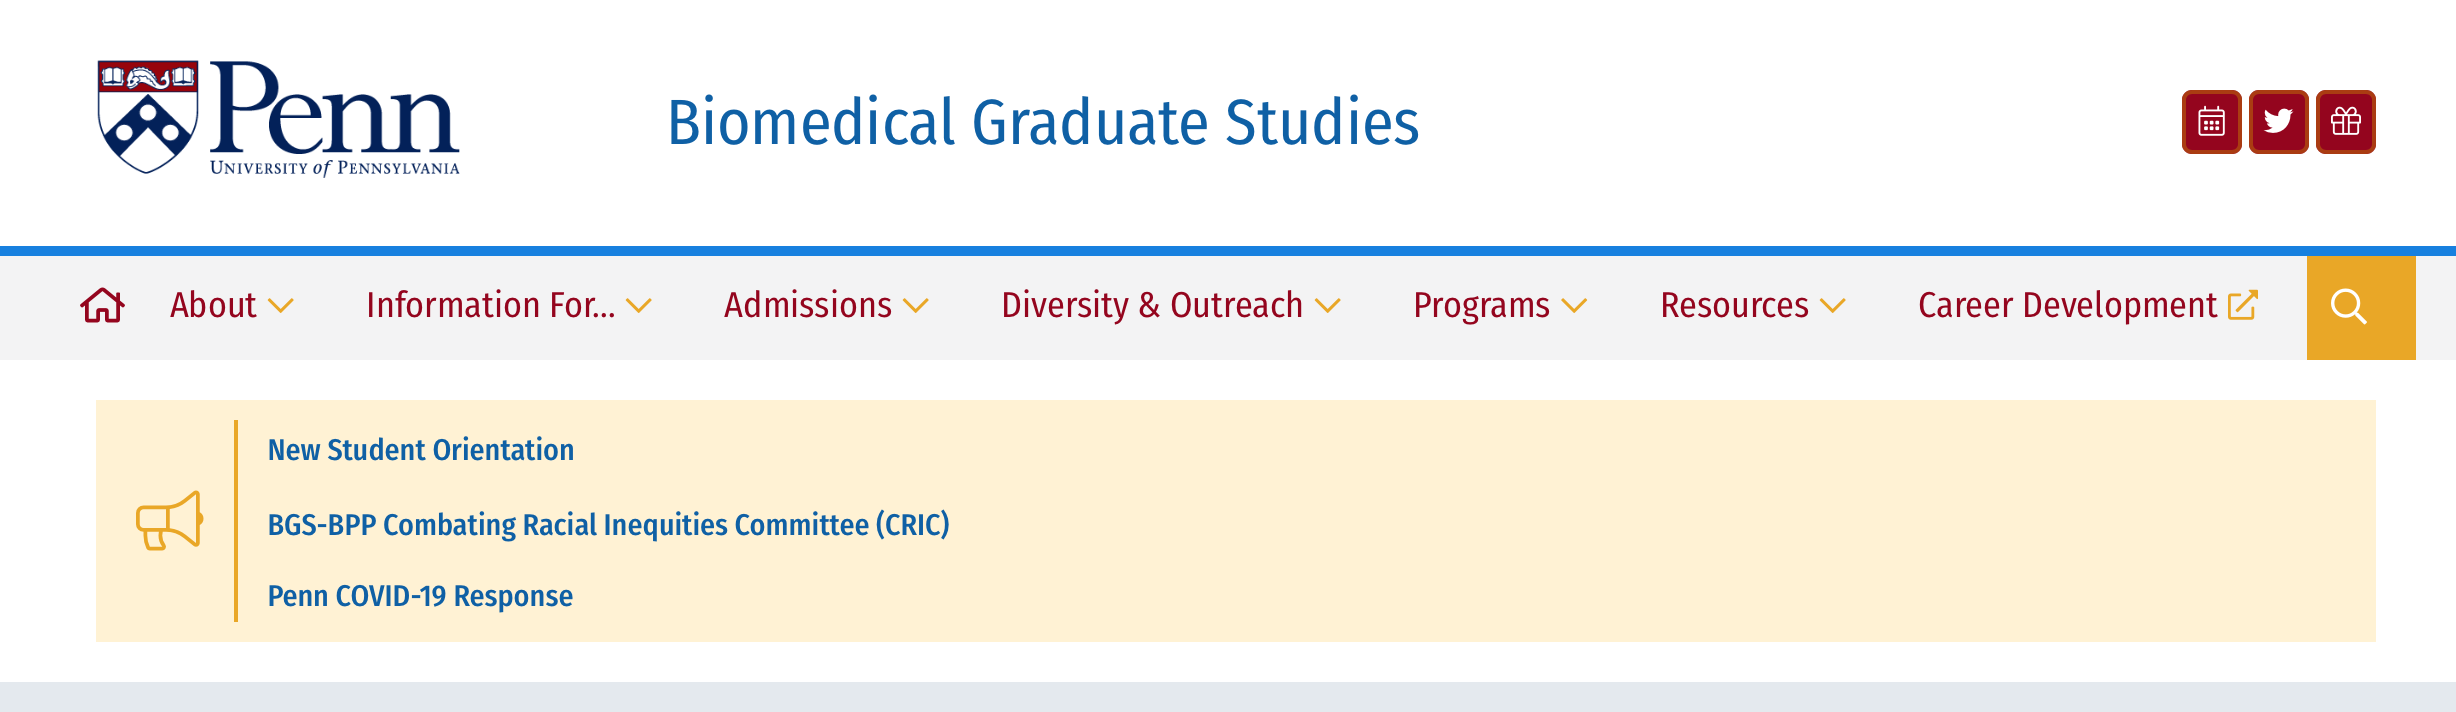 Penn
UNIVERSITY of PENNSYLVANIA
Biomedical Graduate Studies
About
Information For...
Admissions
Diversity & Outreach
Programs
Resources
Career Development
New Student Orientation
BGS-BPP Combating Racial Inequities Committee (CRIC)
Penn COVID-19 Response